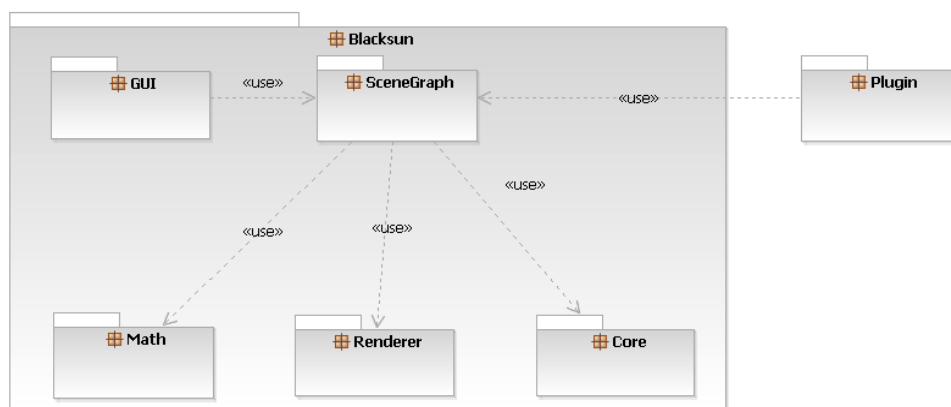 Blacksun
GUI
«use»
SceneGraph
«use»
Plugin
«use»
«use»
«use»
Math
Renderer
Core